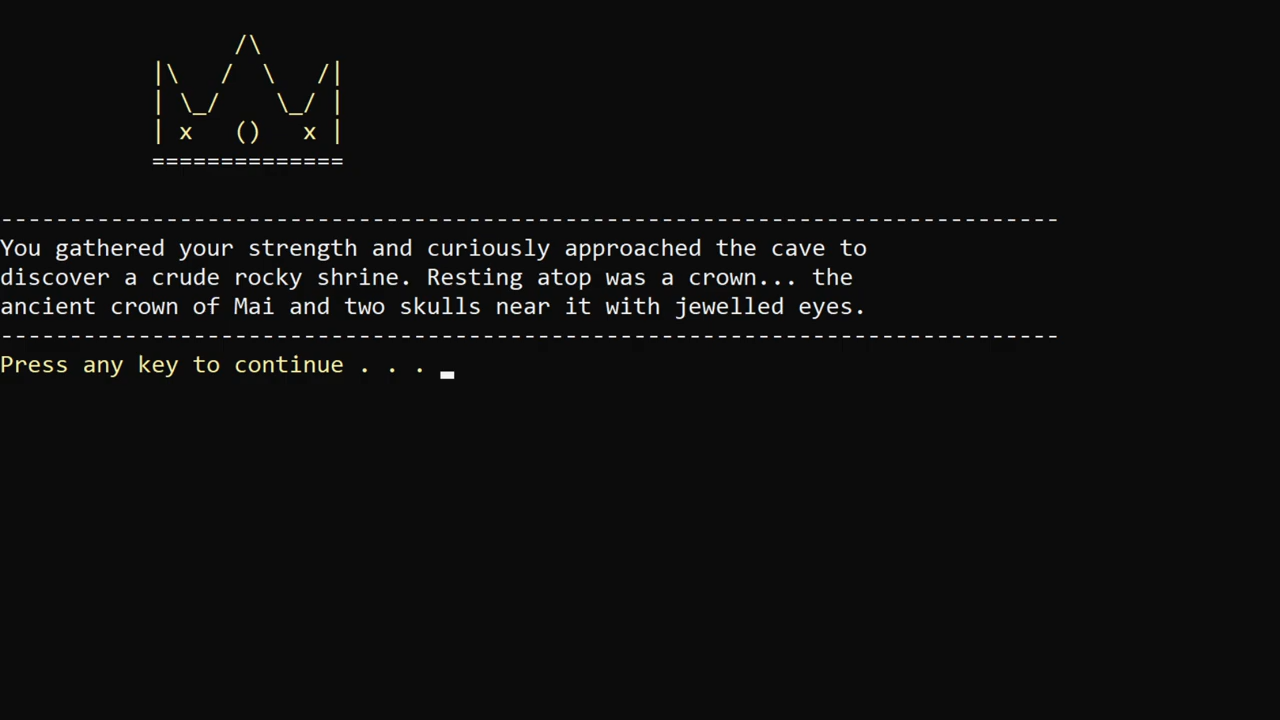 /\
|\   /  \   /|
| \_/    \_/ |
| x   ()   x |
==============
-----------------------------------------------------------------------------
You gathered your strength and curiously approached the cave to
discover a crude rocky shrine. Resting atop was a crown... the
ancient crown of Mai and two skulls near it with jewelled eyes.
-----------------------------------------------------------------------------
Press any key to continue . . .